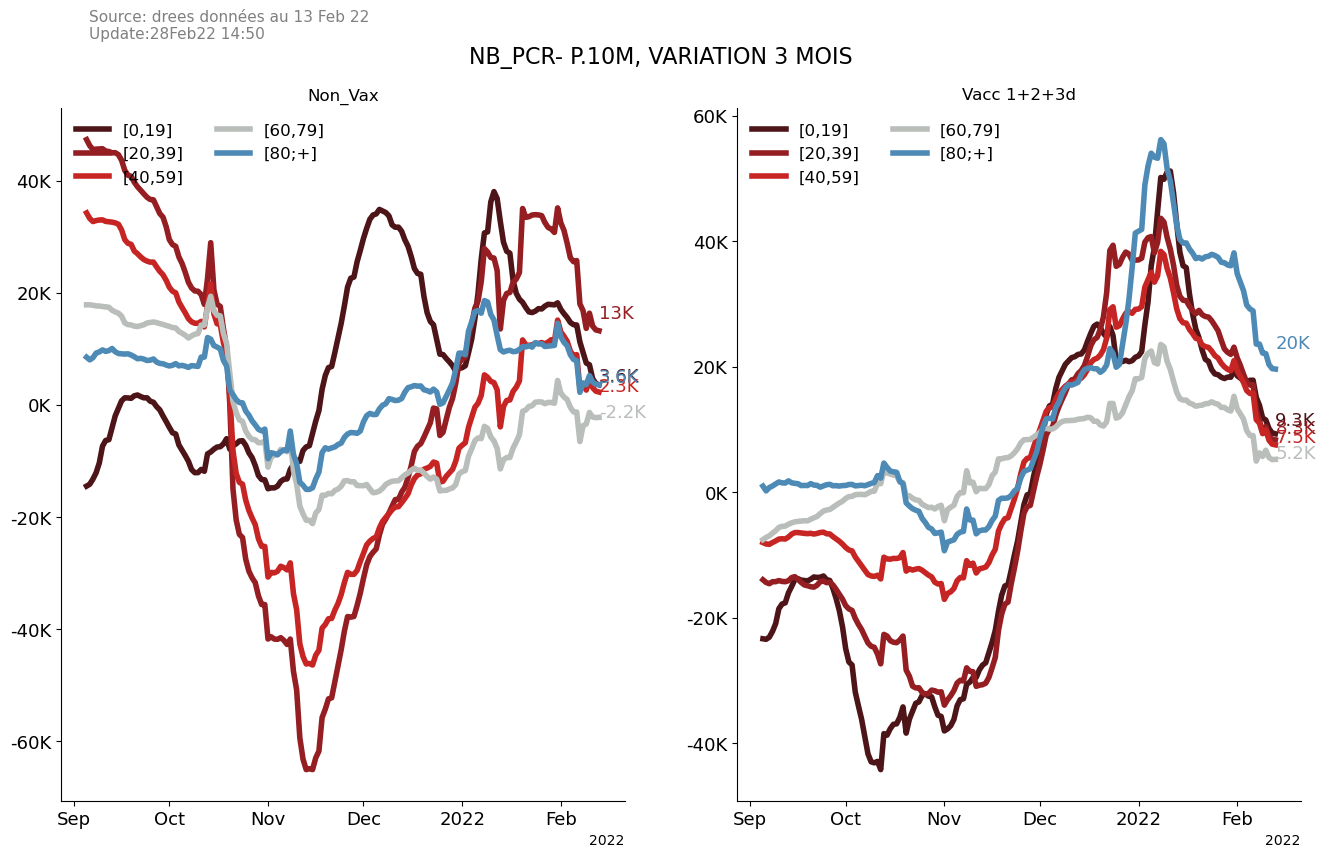 Source: drees données au 13 Feb 22
Update:28Feb22 14:50
NB_PCR- P.10M, VARIATION 3 MOIS
Non_Vax
[0,19]
[20,39]
[40,59]
[60,79]
[80;+]
40K
20K
0K
-20K
-40K
-60K
13K
3.6K
2.3K
-2.2K
Sep Oct Nov Dec 2022 Feb
2022
Vacc 1+2+3d
[0,19]
[20,39]
[40,59]
[60,79]
[80;+]
60K
40K
20K
0K
-20K
-40K
20K
9.3K
7.5K
5.2K
Sep Oct Nov Dec 2022 Feb
2022